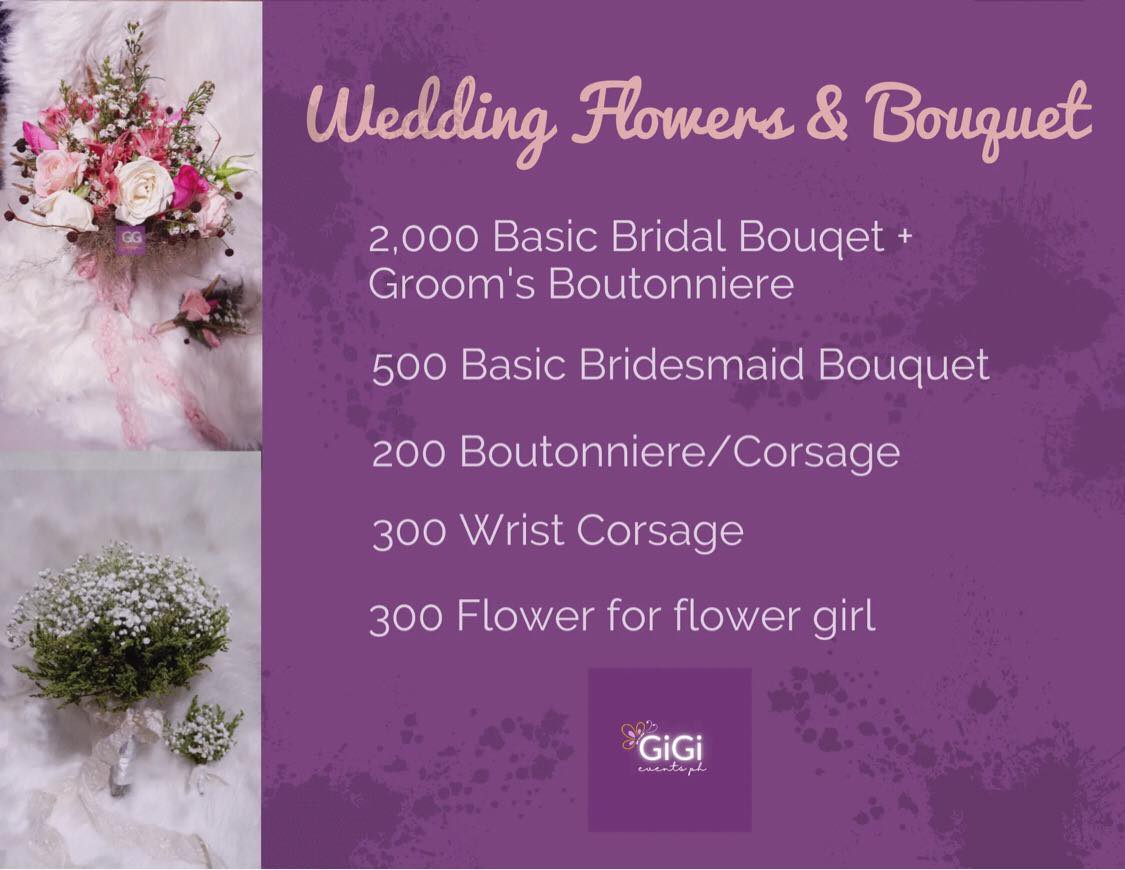 Wedding Flowers & Bouquet
2,000 Basic Bridal Bouqet +
Groom's Boutonniere
500 Basic Bridesmaid Bouquet
200 Boutonniere/Corsage
300 Wrist Corsage
300 Flower for flower girl
GG
GiGi
events ph